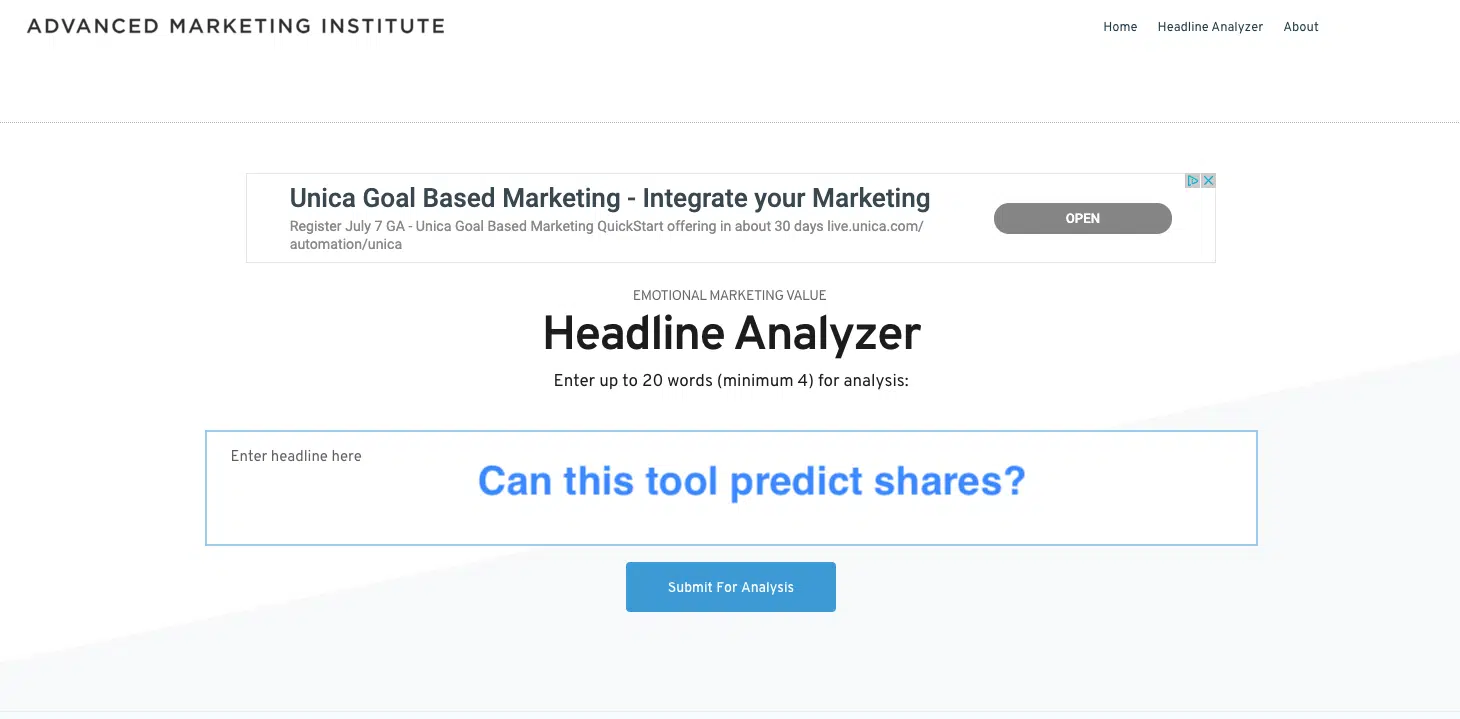 ADVANCED MARKETING INSTITUTE
Home Headline Analyzer About
Unica Goal Based Marketing - Integrate your Marketing
Register July 7 GA - Unica Goal Based Marketing QuickStart offering in about 30 days live.unica.com/
automation/unica
OPEN
EMOTIONAL MARKETING VALUE
Headline Analyzer
Enter up to 20 words (minimum 4) for analysis:
Enter headline here
Can this tool predict shares?
Submit For Analysis